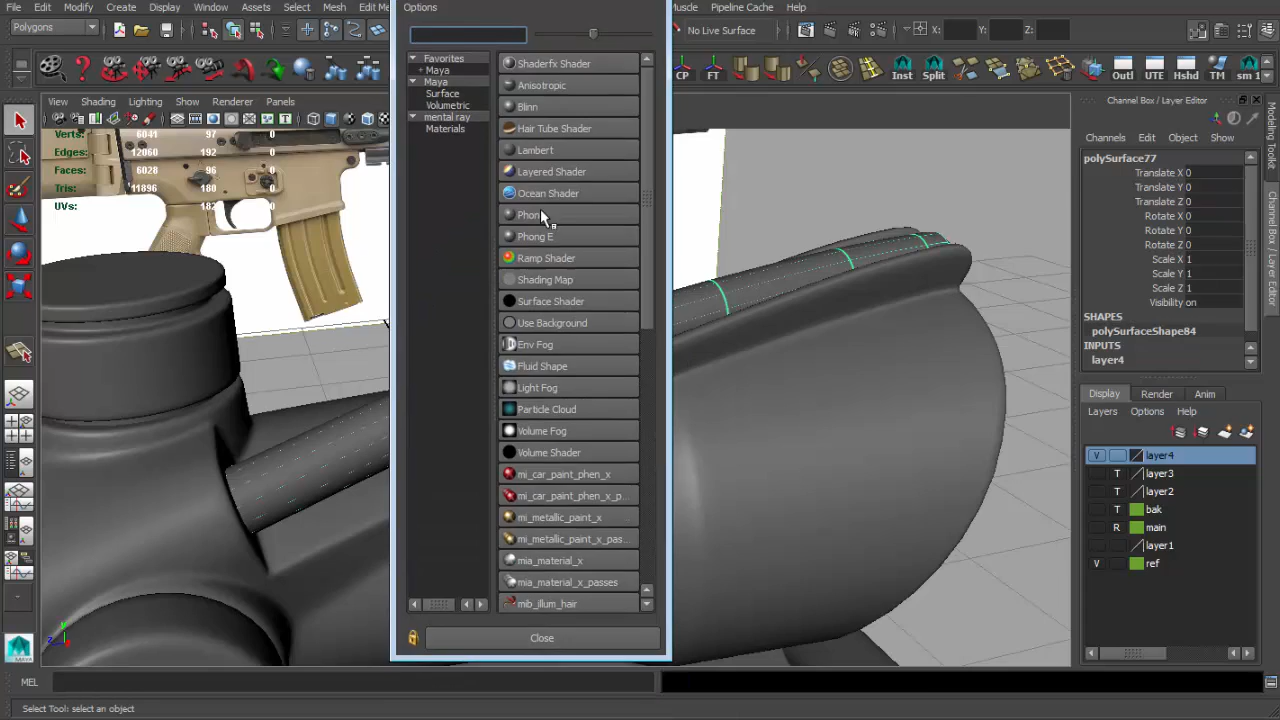 File Edit Modify Create Display Window Assets Select Mesh Edit Me Muscle Pipeline Cache Help
Options
Polygons
No Live Surface X: Y: Z:
CP FT Inst Split Outl UTE Hshd TM sm 1
View Shading Lighting Show Renderer Panels
Channel Box / Layer Editor
Channels Edit Object Show
Verts: 6041 97 0
Edges: 12060 192 0
Faces: 6028 96 0
Tris: 11896 180 0
UVs: 0
Favorites
+ Maya
Maya
Surface
Volumetric
mental ray
Materials
Shaderfx Shader
Anisotropic
Blinn
Hair Tube Shader
Lambert
Layered Shader
Ocean Shader
Phong E
Ramp Shader
Shading Map
Surface Shader
Use Background
Env Fog
Fluid Shape
Light Fog
Particle Cloud
Volume Fog
Volume Shader
mi_car_paint_phen_x
mi_car_paint_phen_x_p...
mi_metallic_paint_x
mi_metallic_paint_x_pas...
mia_material_x
mia_material_x_passes
mib_illum_hair
Close
polySurface77
Translate X 0
Translate Y 0
Translate Z 0
Rotate X 0
Rotate Y 0
Rotate Z 0
Scale X 1
Scale Y 1
Scale Z 1
Visibility on
SHAPES
polySurfaceShape84
INPUTS
layer4
Display Render Anim
Layers Options Help
V layer4
T layer3
T layer2
T bak
R main
layer1
V ref
Modeling Toolkit
Channel Box / Layer Editor
MEL
Select Tool: select an object